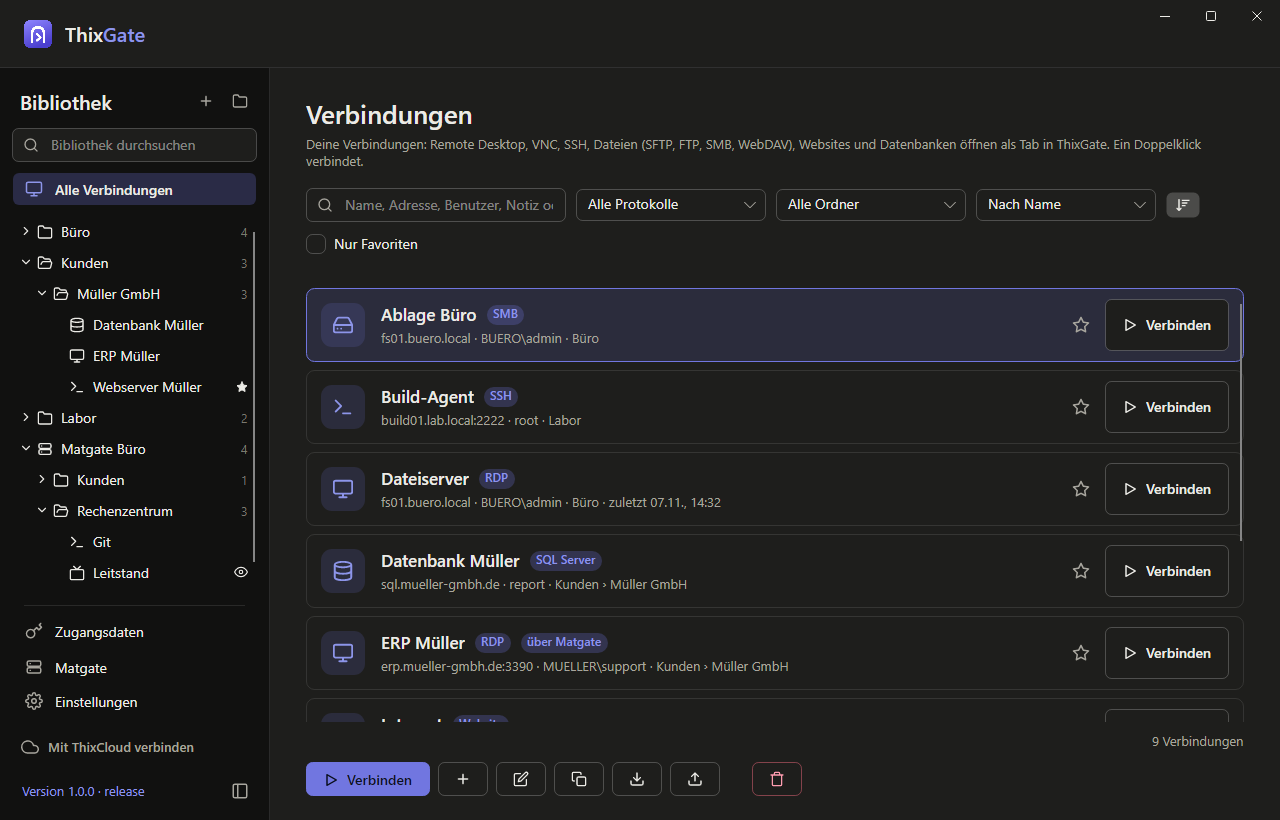 ThixGate
Bibliothek
Bibliothek durchsuchen
Alle Verbindungen
Büro 4
Kunden 3
Müller GmbH 3
Datenbank Müller
ERP Müller
Webserver Müller
Labor 2
Matgate Büro 4
Kunden 1
Rechenzentrum 3
Git
Leitstand
Zugangsdaten
Matgate
Einstellungen
Mit ThixCloud verbinden
Version 1.0.0 · release
Verbindungen
Deine Verbindungen: Remote Desktop, VNC, SSH, Dateien (SFTP, FTP, SMB, WebDAV), Websites und Datenbanken öffnen als Tab in ThixGate. Ein Doppelklick
verbindet.
Name, Adresse, Benutzer, Notiz
Alle Protokolle
Alle Ordner
Nach Name
Nur Favoriten
Ablage Büro SMB
fs01.buero.local · BUERO\admin · Büro
Verbinden
Build-Agent SSH
build01.lab.local:2222 · root · Labor
Verbinden
Dateiserver RDP
fs01.buero.local · BUERO\admin · Büro · zuletzt 07.11., 14:32
Verbinden
Datenbank Müller SQL Server
sql.mueller-gmbh.de · report · Kunden › Müller GmbH
Verbinden
ERP Müller RDP über Matgate
erp.mueller-gmbh.de:3390 · MUELLER\support · Kunden › Müller GmbH
Verbinden
9 Verbindungen
Verbinden